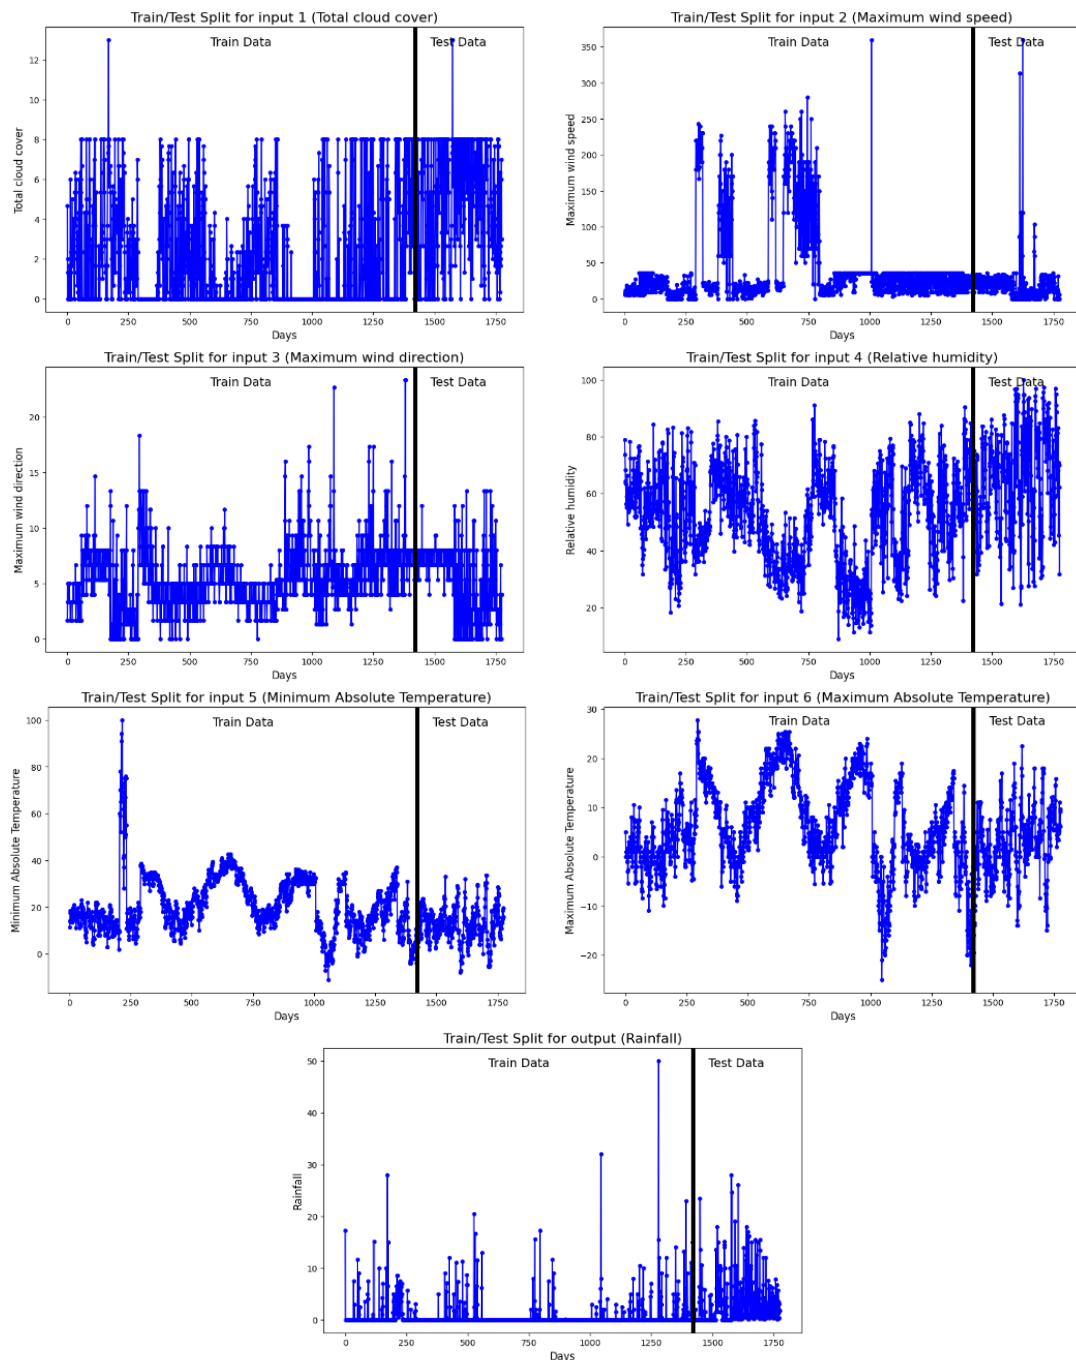 Train/Test Split for input 1 (Total cloud cover)
Train Data
Test Data
Total cloud cover
12
10
8
6
4
2
0
0 250 500 750 1000 1250 1500 1750
Days
Train/Test Split for input 2 (Maximum wind speed)
Train Data
Test Data
Maximum wind speed
350
300
250
200
150
100
50
0
0 250 500 750 1000 1250 1500 1750
Days
Train/Test Split for input 3 (Maximum wind direction)
Train Data
Test Data
Maximum wind direction
20
15
10
5
0
0 250 500 750 1000 1250 1500 1750
Days
Train/Test Split for input 4 (Relative humidity)
Train Data
Test Data
Relative humidity
100
80
60
40
20
0 250 500 750 1000 1250 1500 1750
Days
Train/Test Split for input 5 (Minimum Absolute Temperature)
Train Data
Test Data
Minimum Absolute Temperature
100
80
60
40
20
0
0 250 500 750 1000 1250 1500 1750
Days
Train/Test Split for input 6 (Maximum Absolute Temperature)
Train Data
Test Data
Maximum Absolute Temperature
30
20
10
0
−10
−20
0 250 500 750 1000 1250 1500 1750
Days
Train/Test Split for output (Rainfall)
Train Data
Test Data
Rainfall
50
40
30
20
10
0
0 250 500 750 1000 1250 1500 1750
Days